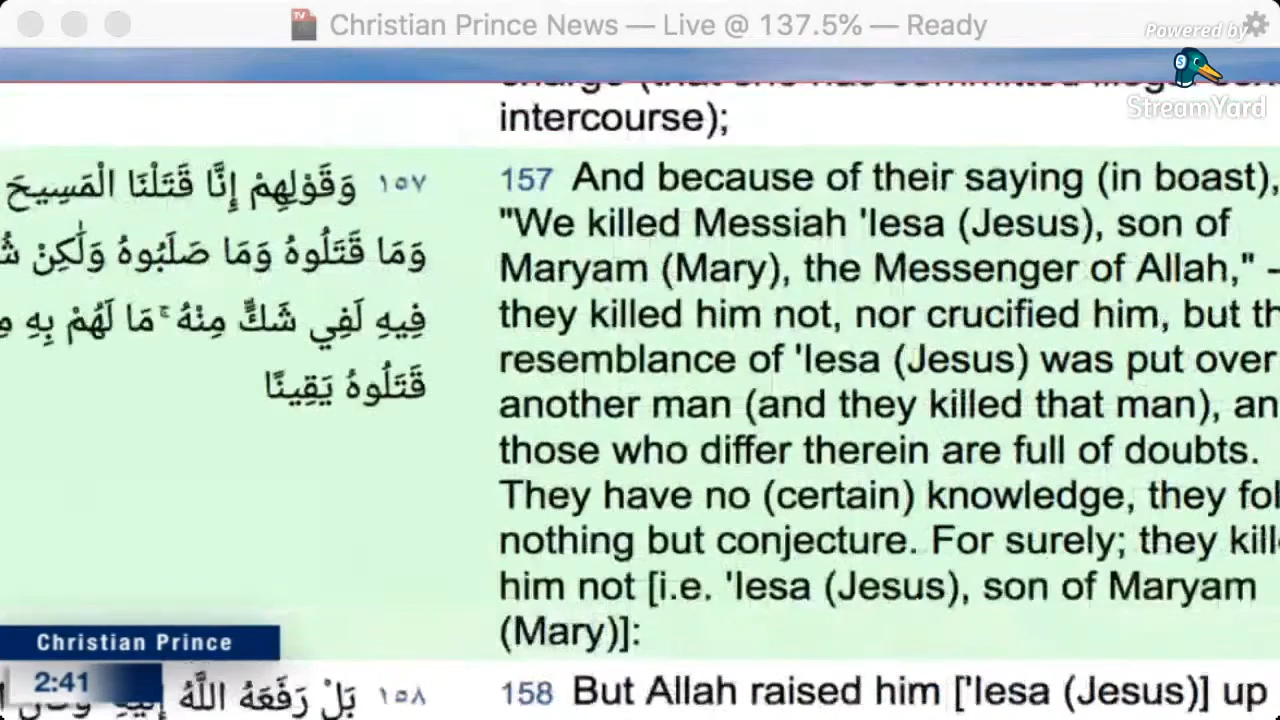 Christian Prince News — Live @ 137.5% — Ready
Powered by
StreamYard
intercourse);
١٥٧ وَقَوْلِهِمْ إِنَّا قَتَلْنَا الْمَسِيحَ
وَمَا قَتَلُوهُ وَمَا صَلَبُوهُ وَلَٰكِنْ
فِيهِ لَفِي شَكٍّ مِنْهُ ۚ مَا لَهُمْ بِهِ
قَتَلُوهُ يَقِينًا
157 And because of their saying (in boast),
"We killed Messiah 'Iesa (Jesus), son of
Maryam (Mary), the Messenger of Allah," -
they killed him not, nor crucified him, but th
resemblance of 'Iesa (Jesus) was put over
another man (and they killed that man), an
those who differ therein are full of doubts.
They have no (certain) knowledge, they fol
nothing but conjecture. For surely; they kill
him not [i.e. 'Iesa (Jesus), son of Maryam
(Mary)]:
Christian Prince
2:41
١٥٨ بَلْ رَفَعَهُ اللَّهُ
158 But Allah raised him ['Iesa (Jesus)] up